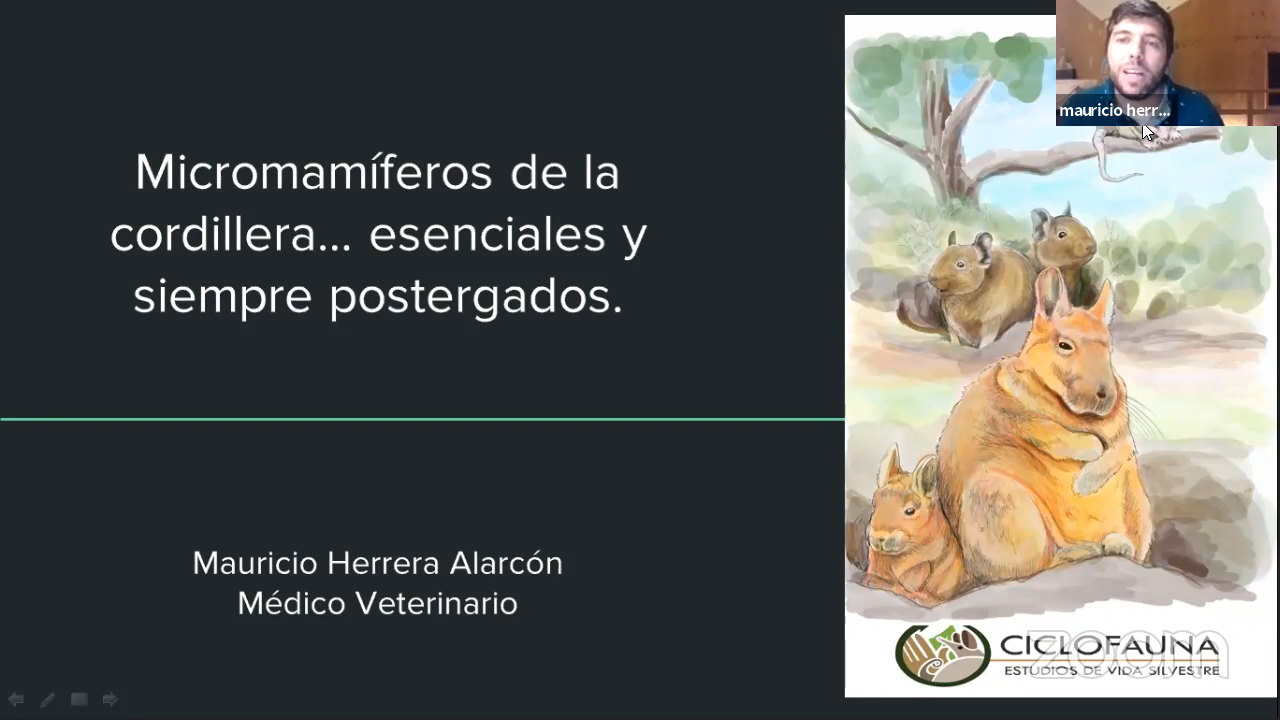 Micromamíferos de la
cordillera... esenciales y
siempre postergados.
Mauricio Herrera Alarcón
Médico Veterinario
mauricio herr...
CICLOFAUNA
ESTUDIOS DE VIDA SILVESTRE
zoom